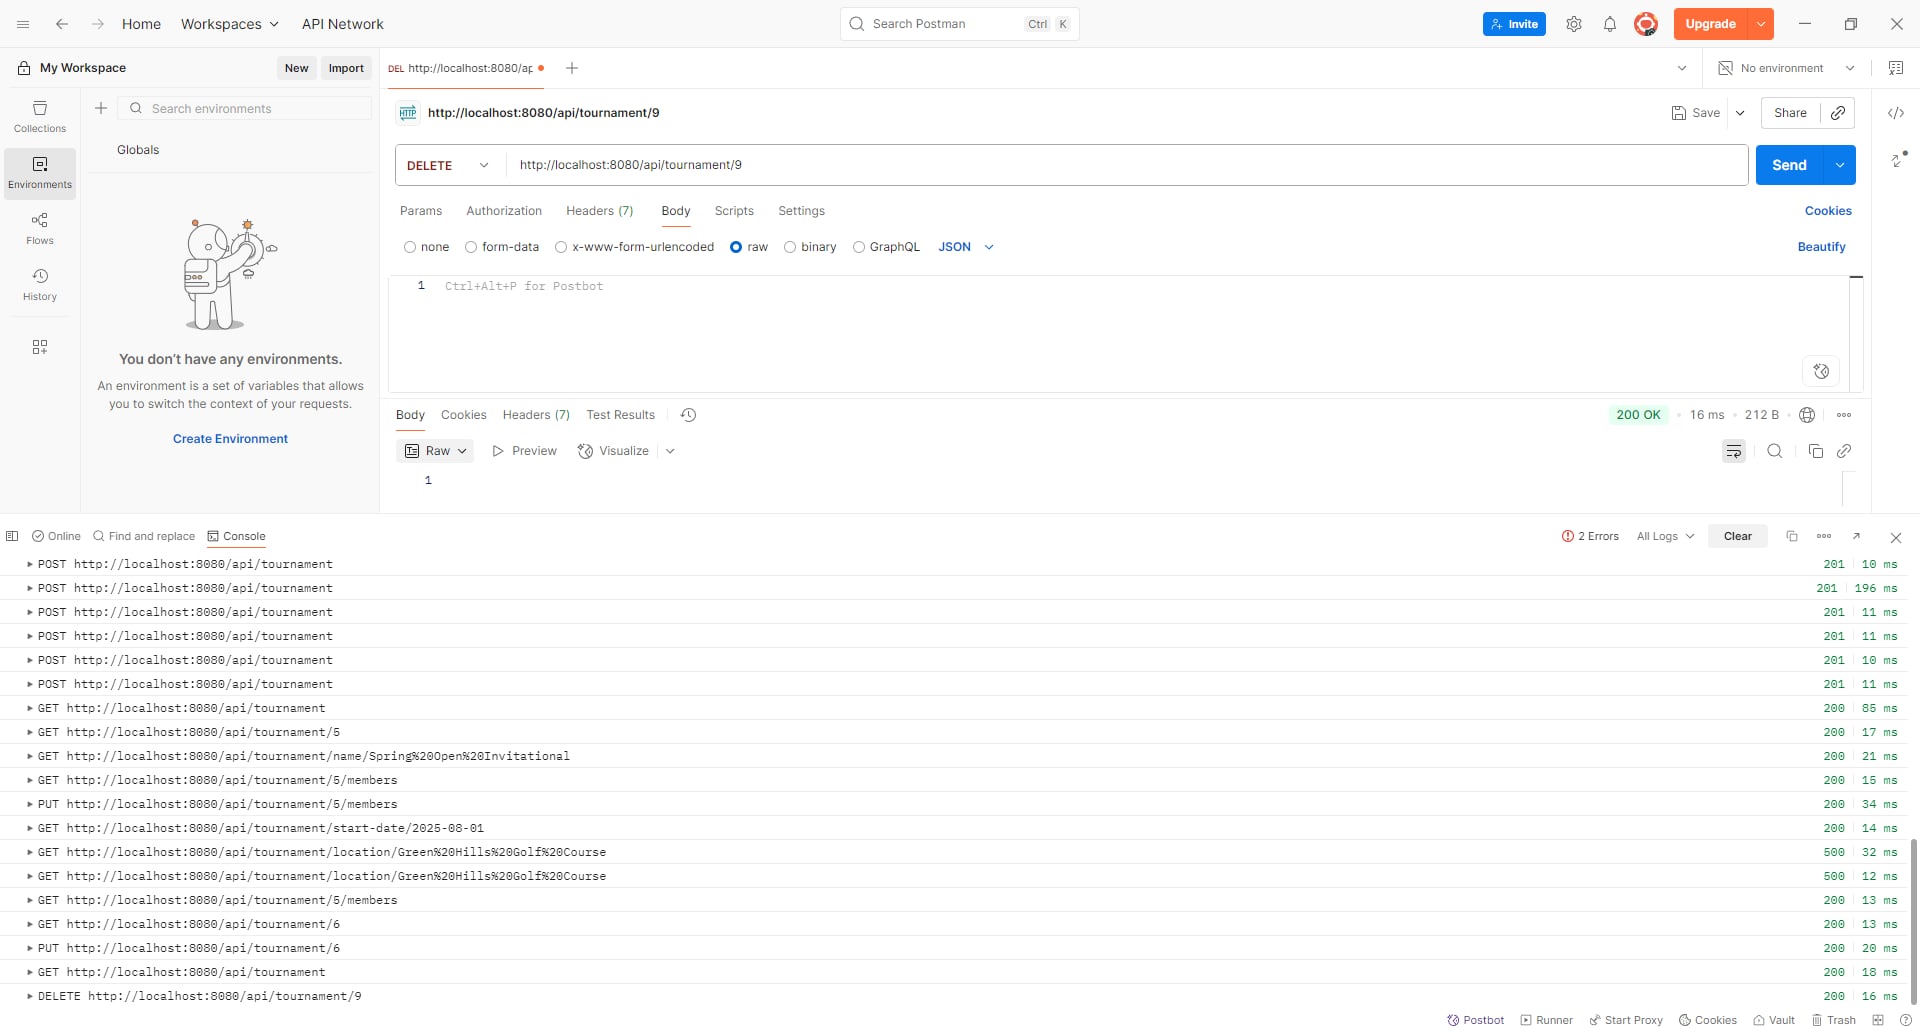 Home Workspaces API Network Search Postman Ctrl K Invite Upgrade
My Workspace New Import DEL http://localhost:8080/ap No environment
Collections
Environments
Flows
History
Search environments
Globals
You don't have any environments.
An environment is a set of variables that allows
you to switch the context of your requests.
Create Environment
HTTP http://localhost:8080/api/tournament/9 Save Share
DELETE http://localhost:8080/api/tournament/9 Send
Params Authorization Headers (7) Body Scripts Settings Cookies
none form-data x-www-form-urlencoded raw binary GraphQL JSON Beautify
1 Ctrl+Alt+P for Postbot
Body Cookies Headers (7) Test Results 200 OK • 16 ms • 212 B •
Raw Preview Visualize
1
Online Find and replace Console 2 Errors All Logs Clear
POST http://localhost:8080/api/tournament 201 10 ms
POST http://localhost:8080/api/tournament 201 196 ms
POST http://localhost:8080/api/tournament 201 11 ms
POST http://localhost:8080/api/tournament 201 11 ms
POST http://localhost:8080/api/tournament 201 10 ms
POST http://localhost:8080/api/tournament 201 11 ms
GET http://localhost:8080/api/tournament 200 85 ms
GET http://localhost:8080/api/tournament/5 200 17 ms
GET http://localhost:8080/api/tournament/name/Spring%20Open%20Invitational 200 21 ms
GET http://localhost:8080/api/tournament/5/members 200 15 ms
PUT http://localhost:8080/api/tournament/5/members 200 34 ms
GET http://localhost:8080/api/tournament/start-date/2025-08-01 200 14 ms
GET http://localhost:8080/api/tournament/location/Green%20Hills%20Golf%20Course 500 32 ms
GET http://localhost:8080/api/tournament/location/Green%20Hills%20Golf%20Course 500 12 ms
GET http://localhost:8080/api/tournament/5/members 200 13 ms
GET http://localhost:8080/api/tournament/6 200 13 ms
PUT http://localhost:8080/api/tournament/6 200 20 ms
GET http://localhost:8080/api/tournament 200 18 ms
DELETE http://localhost:8080/api/tournament/9 200 16 ms
Postbot Runner Start Proxy Cookies Vault Trash